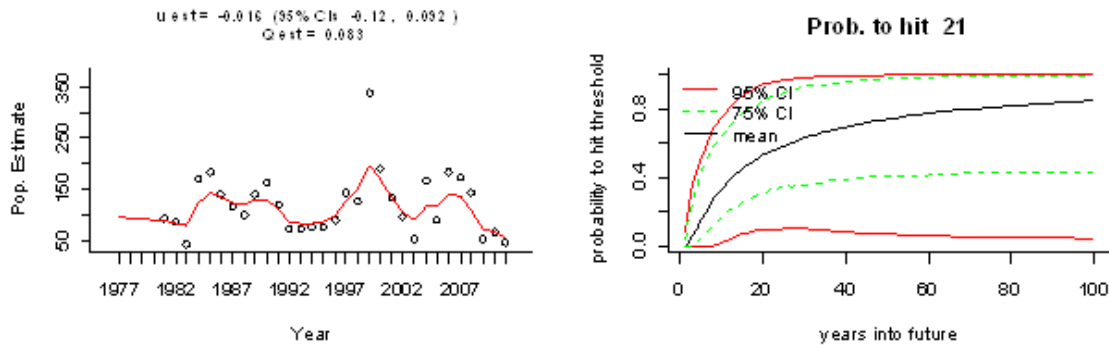 u est= -0.016 (95% CIs -0.12, 0.092 )
Q est= 0.083
Pop. Estimate
50
150
250
350
1977 1982 1987 1992 1997 2002 2007
Year
Prob. to hit 21
probability to hit threshold
0.0
0.4
0.8
95% CI
75% CI
mean
0 20 40 60 80 100
years into future